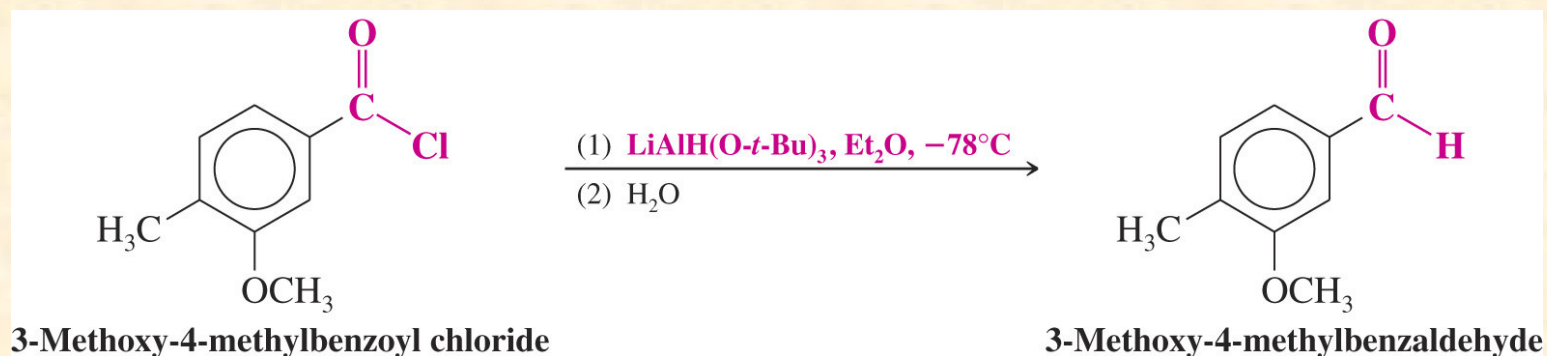 O
C
Cl
H₃C
OCH₃
3-Methoxy-4-methylbenzoyl chloride
(1) LiAlH(O-t-Bu)₃, Et₂O, −78°C
(2) H₂O
O
C
H
H₃C
OCH₃
3-Methoxy-4-methylbenzaldehyde